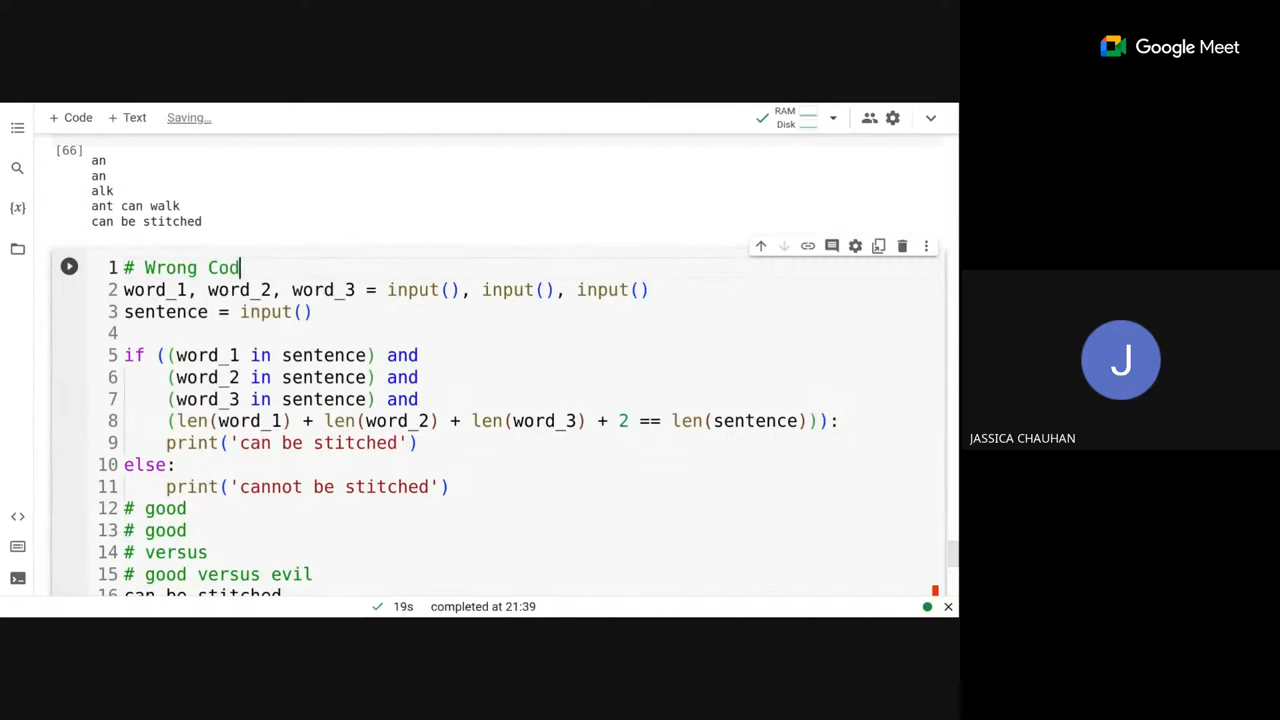 Google Meet
+ Code + Text Saving...
RAM
Disk
[66]
an
an
alk
ant can walk
can be stitched
{x}
1 # Wrong Cod
2 word_1, word_2, word_3 = input(), input(), input()
3 sentence = input()
4
5 if ((word_1 in sentence) and
6 (word_2 in sentence) and
7 (word_3 in sentence) and
8 (len(word_1) + len(word_2) + len(word_3) + 2 == len(sentence))):
9 print('can be stitched')
10 else:
11 print('cannot be stitched')
12 # good
13 # good
14 # versus
15 # good versus evil
16 can be stitched
19s completed at 21:39
J
JASSICA CHAUHAN